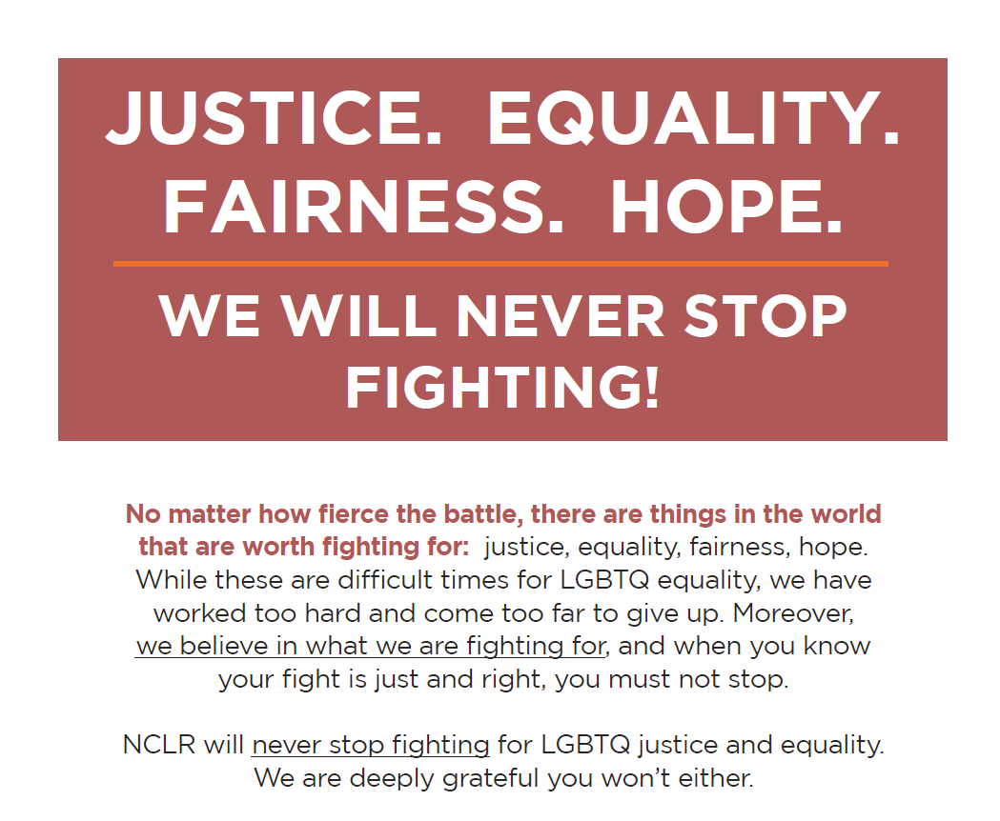 JUSTICE.  EQUALITY.
FAIRNESS.  HOPE.
WE WILL NEVER STOP
FIGHTING!
No matter how fierce the battle, there are things in the world
that are worth fighting for:  justice, equality, fairness, hope.
While these are difficult times for LGBTQ equality, we have
worked too hard and come too far to give up. Moreover,
we believe in what we are fighting for, and when you know
your fight is just and right, you must not stop.
NCLR will never stop fighting for LGBTQ justice and equality.
We are deeply grateful you won’t either.